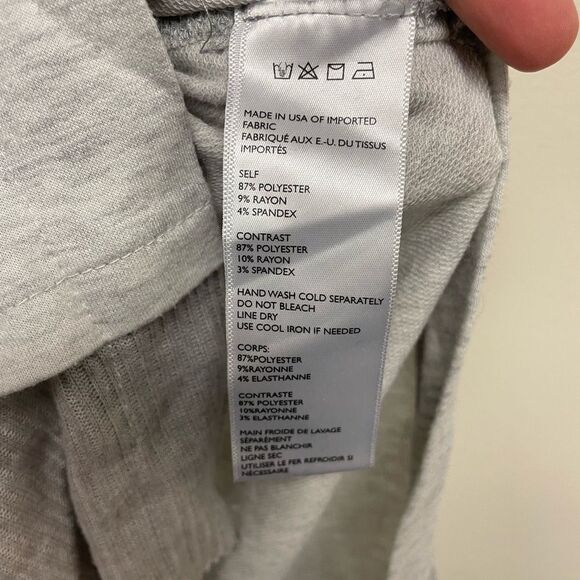 MADE IN USA OF IMPORTED
FABRIC
FABRIQUÉ AUX E.-U. DU TISSUS
IMPORTÉS
SELF
87% POLYESTER
9% RAYON
4% SPANDEX
CONTRAST
87% POLYESTER
10% RAYON
3% SPANDEX
HAND WASH COLD SEPARATELY
DO NOT BLEACH
LINE DRY
USE COOL IRON IF NEEDED
CORPS:
87%POLYESTER
9%RAYONNE
4% ELASTHANNE
CONTRASTE
87% POLYESTER
10%RAYONNE
3% ELASTHANNE
MAIN FROIDE DE LAVAGE
SÉPARÉMENT
NE PAS BLANCHIR
LIGNE SEC
UTILISER LE FER REFROIDIR SI
NÉCESSAIRE